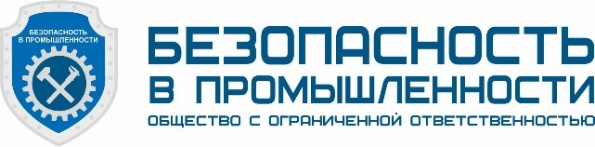 БЕЗОПАСНОСТЬ
В ПРОМЫШЛЕННОСТИ
БЕЗОПАСНОСТЬ
В ПРОМЫШЛЕННОСТИ
ОБЩЕСТВО С ОГРАНИЧЕННОЙ ОТВЕТСТВЕННОСТЬЮ